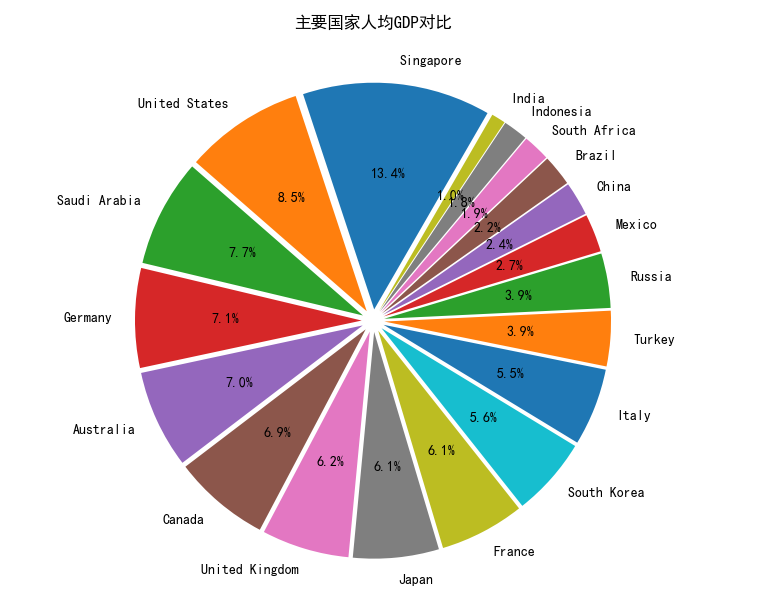 主要国家人均GDP对比
Singapore
13.4%
United States
8.5%
Saudi Arabia
7.7%
Germany
7.1%
Australia
7.0%
Canada
6.9%
United Kingdom
6.2%
Japan
6.1%
France
6.1%
South Korea
5.6%
Italy
5.5%
Turkey
3.9%
Russia
3.9%
Mexico
2.7%
China
2.4%
Brazil
2.2%
South Africa
1.9%
Indonesia
1.8%
India
1.0%